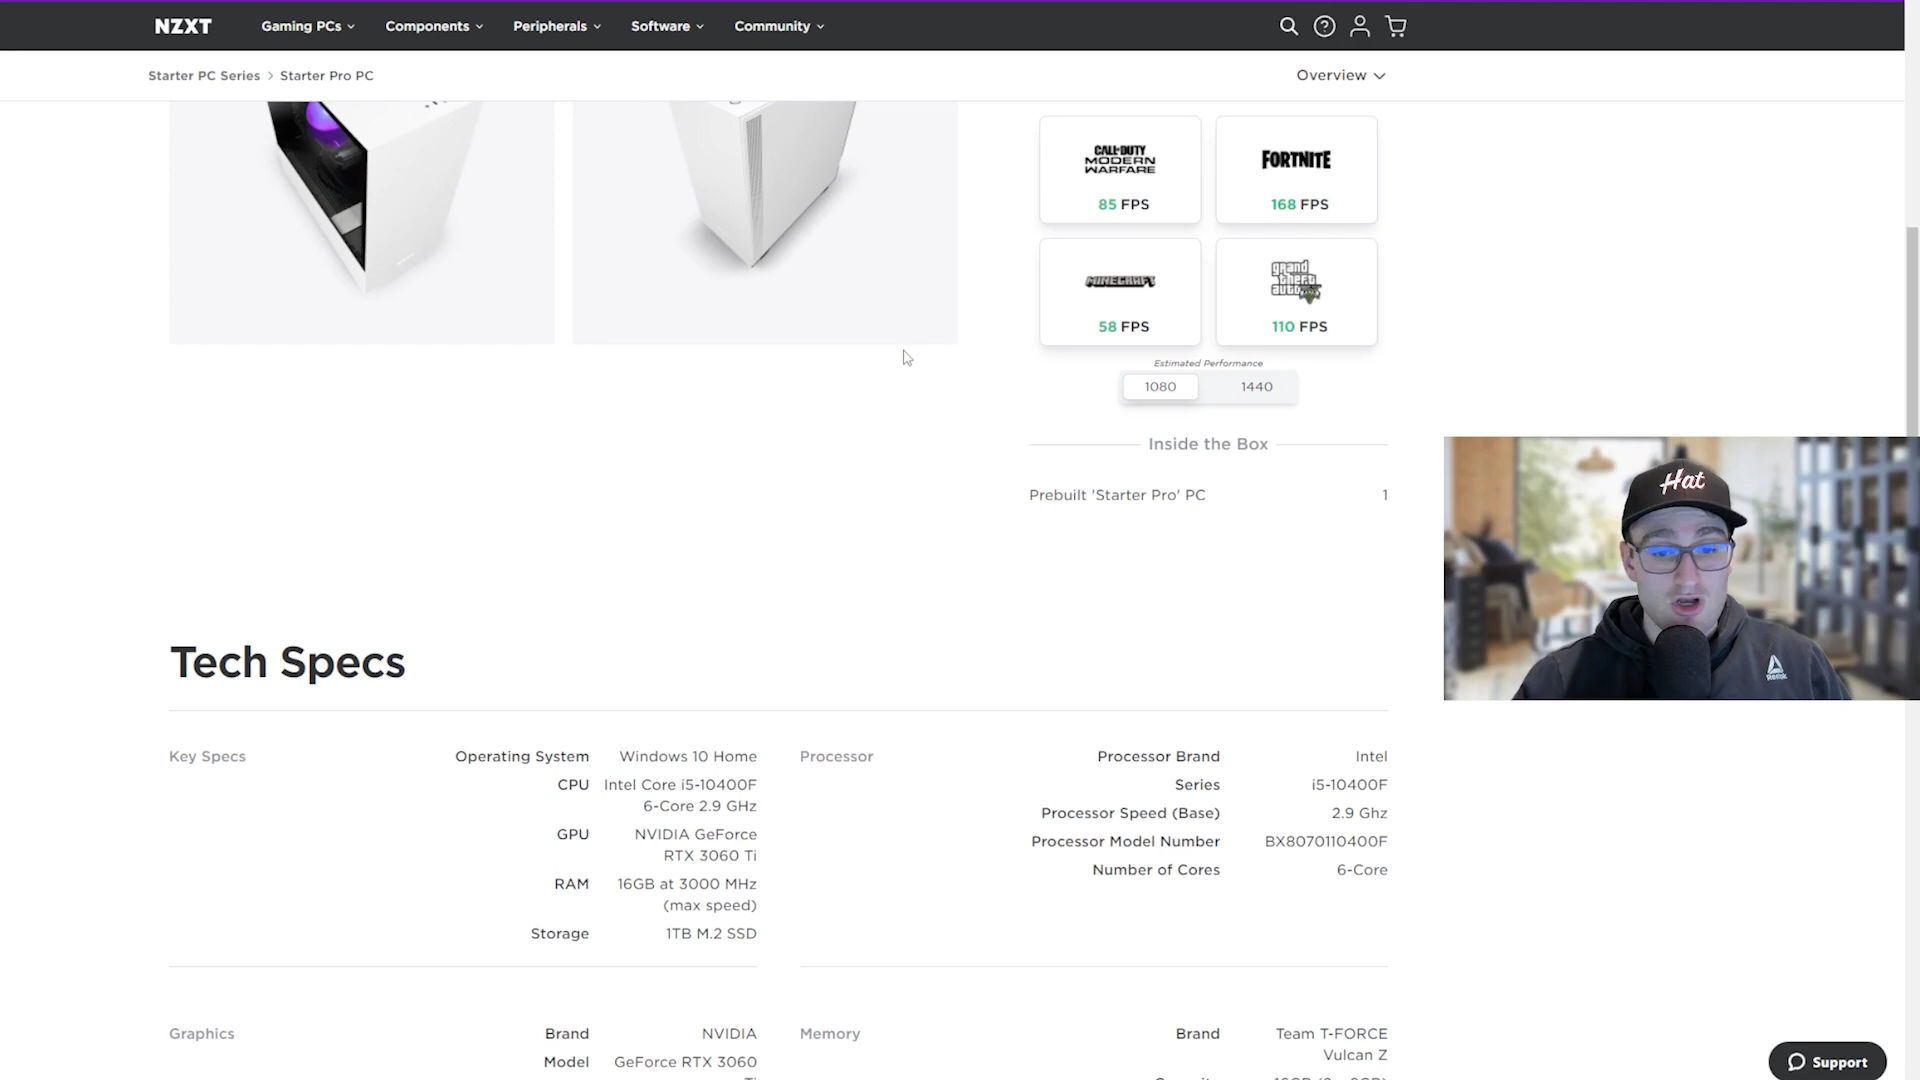 NZXT
Gaming PCs
Components
Peripherals
Software
Community
Starter PC Series > Starter Pro PC
Overview
CALL OF DUTY
MODERN
WARFARE
85 FPS
FORTNITE
168 FPS
MINECRAFT
58 FPS
grand
theft
auto
110 FPS
Estimated Performance
1080
1440
Inside the Box
Prebuilt 'Starter Pro' PC 1
Hat
Tech Specs
Key Specs
Operating System Windows 10 Home
CPU Intel Core i5-10400F
6-Core 2.9 GHz
GPU NVIDIA GeForce
RTX 3060 Ti
RAM 16GB at 3000 MHz
(max speed)
Storage 1TB M.2 SSD
Processor
Processor Brand Intel
Series i5-10400F
Processor Speed (Base) 2.9 Ghz
Processor Model Number BX8070110400F
Number of Cores 6-Core
Graphics
Brand NVIDIA
Model GeForce RTX 3060
Memory
Brand Team T-FORCE
Vulcan Z
Support